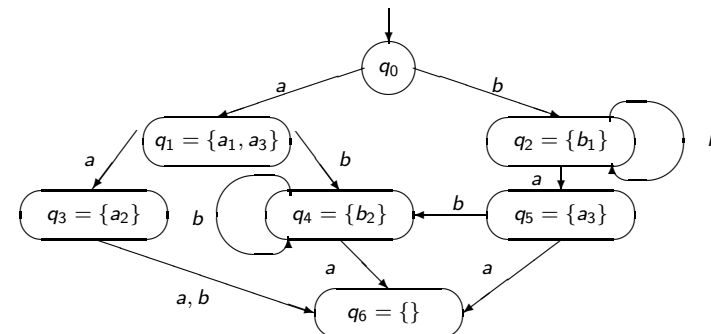 q0
a
b
q1 = {a1, a3}
q2 = {b1}
a
b
a
q3 = {a2}
b
q4 = {b2}
b
q5 = {a3}
a, b
a
a
q6 = {}